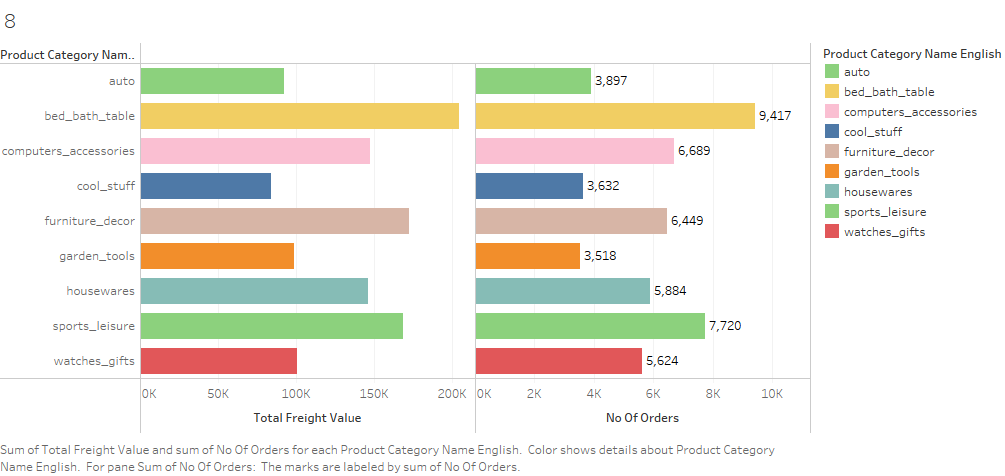 8
Product Category Nam..
auto
3,897
bed_bath_table
9,417
computers_accessories
6,689
cool_stuff
3,632
furniture_decor
6,449
garden_tools
3,518
housewares
5,884
sports_leisure
7,720
watches_gifts
5,624
0K 50K 100K 150K 200K 0K 2K 4K 6K 8K 10K
Total Freight Value No Of Orders
Product Category Name English
auto
bed_bath_table
computers_accessories
cool_stuff
furniture_decor
garden_tools
housewares
sports_leisure
watches_gifts
Sum of Total Freight Value and sum of No Of Orders for each Product Category Name English. Color shows details about Product Category
Name English. For pane Sum of No Of Orders: The marks are labeled by sum of No Of Orders.